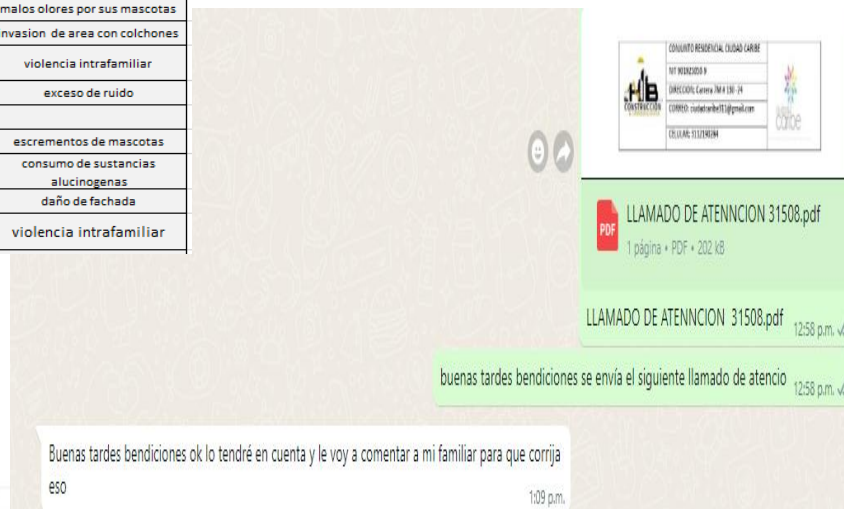 malos olores por sus mascotas
invasion de area con colchones
violencia intrafamiliar
exceso de ruido
escrementos de mascotas
consumo de sustancias
alucinogenas
daño de fachada
violencia intrafamiliar
CONJUNTO RESIDENCIAL CIUDAD CARIBE
HB
CONSTRUCCIÓN
caribe
PDF
LLAMADO DE ATENNCION 31508.pdf
1 página • PDF • 202 kB
LLAMADO DE ATENNCION 31508.pdf
12:58 p.m.
buenas tardes bendiciones se envía el siguiente llamado de atencio
12:58 p.m.
Buenas tardes bendiciones ok lo tendré en cuenta y le voy a comentar a mi familiar para que corrija
eso
1:09 p.m.